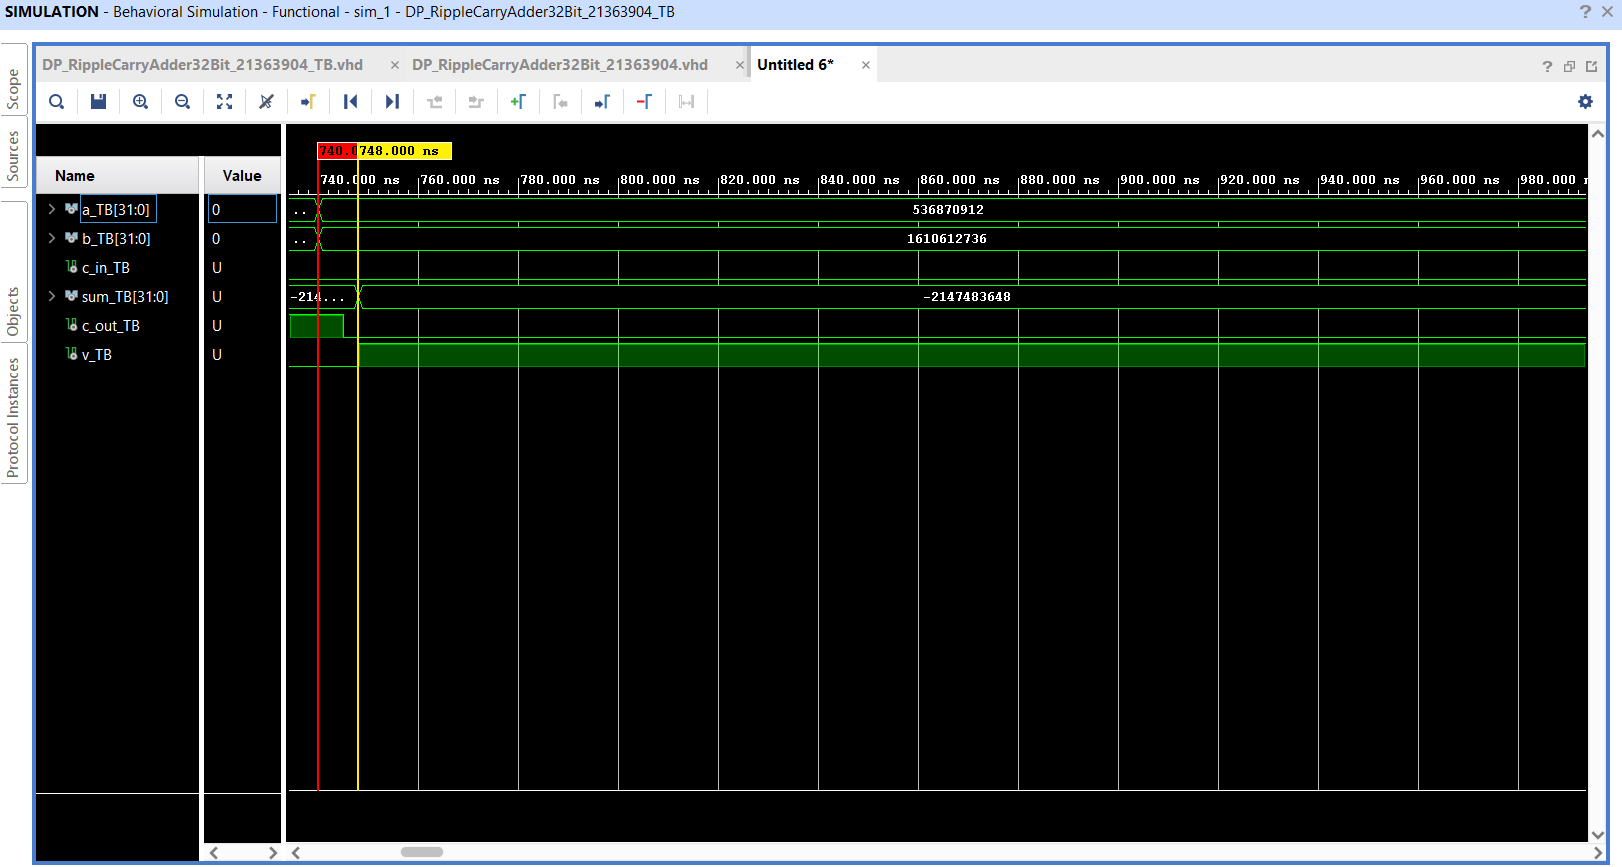 SIMULATION - Behavioral Simulation - Functional - sim_1 - DP_RippleCarryAdder32Bit_21363904_TB
? ×
Scope
Sources
Objects
Protocol Instances
DP_RippleCarryAdder32Bit_21363904_TB.vhd ×
DP_RippleCarryAdder32Bit_21363904.vhd ×
Untitled 6* ×
?
748.000 ns
740.000 ns 760.000 ns 780.000 ns 800.000 ns 820.000 ns 840.000 ns 860.000 ns 880.000 ns 900.000 ns 920.000 ns 940.000 ns 960.000 ns 980.000
Name Value
a_TB[31:0] 0 .. 536870912
b_TB[31:0] 0 .. 1610612736
c_in_TB U
sum_TB[31:0] U -214... -2147483648
c_out_TB U
v_TB U